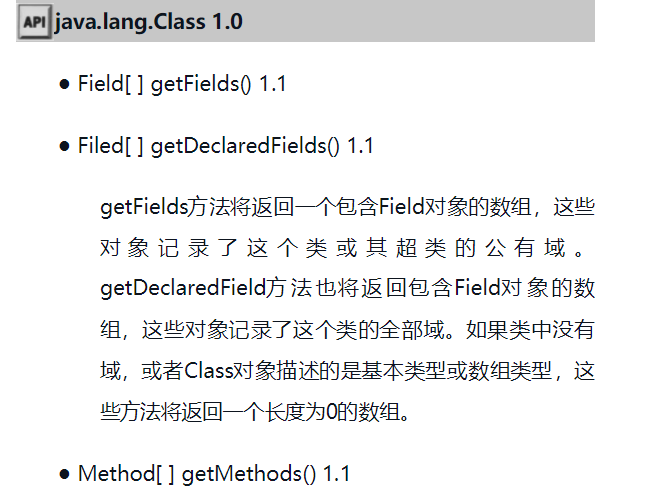 API java.lang.Class 1.0
● Field[ ] getFields() 1.1
● Filed[ ] getDeclaredFields() 1.1
getFields方法将返回一个包含Field对象的数组，这些
对象记录了这个类或其超类的公有域。
getDeclaredField方法也将返回包含Field对象的数
组，这些对象记录了这个类的全部域。如果类中没有
域，或者Class对象描述的是基本类型或数组类型，这
些方法将返回一个长度为0的数组。
● Method[ ] getMethods() 1.1